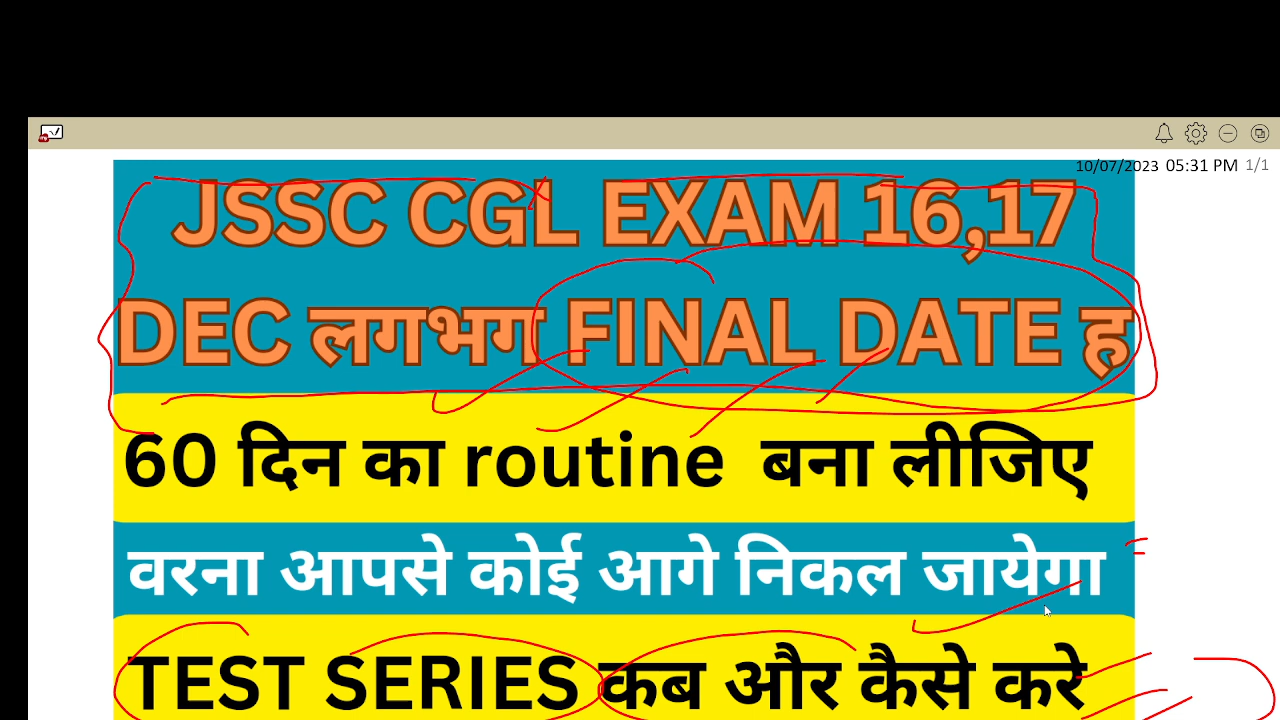 10/07/2023 05:31 PM 1/1
JSSC CGL EXAM 16,17
DEC लगभग FINAL DATE ह
60 दिन का routine बना लीजिए
वरना आपसे कोई आगे निकल जायेगा
TEST SERIES कब और कैसे करे